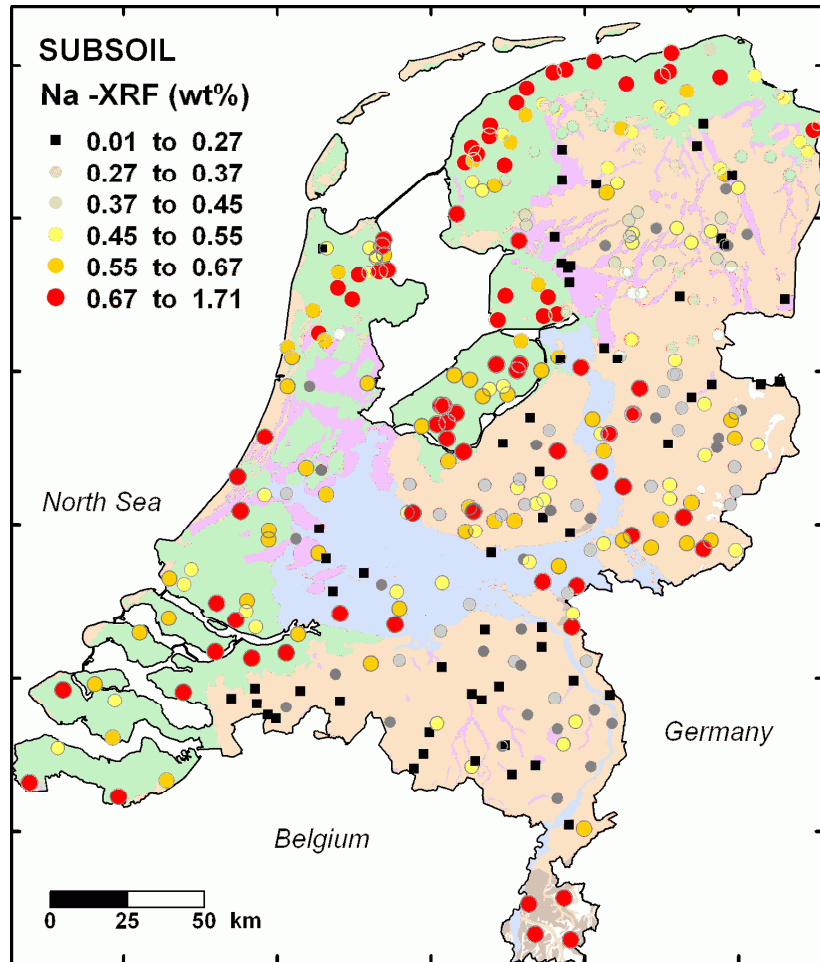 SUBSOIL
Na -XRF (wt%)
0.01 to 0.27
0.27 to 0.37
0.37 to 0.45
0.45 to 0.55
0.55 to 0.67
0.67 to 1.71
North Sea
Germany
Belgium
0 25 50 km